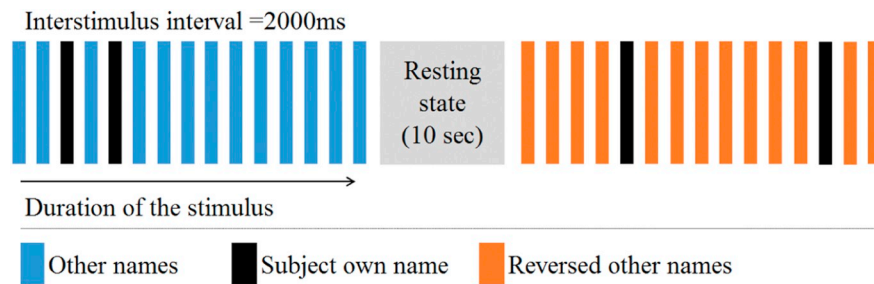 Interstimulus interval =2000ms
Resting
state
(10 sec)
Duration of the stimulus
Other names
Subject own name
Reversed other names